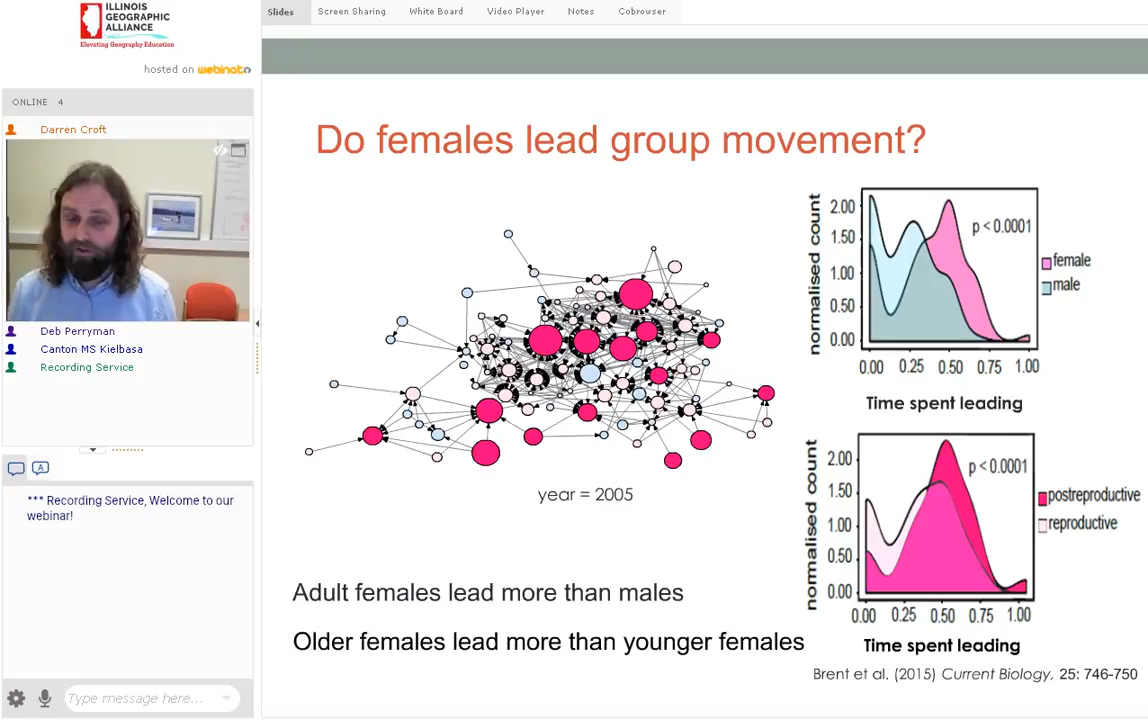 ILLINOIS
GEOGRAPHIC
ALLIANCE
Elevating Geography Education
hosted on webinato
ONLINE 4
Darren Croft
Deb Perryman
Canton MS Kielbasa
Recording Service
A
*** Recording Service, Welcome to our
webinar!
Type message here...
Slides Screen Sharing White Board Video Player Notes Cobrowser
Do females lead group movement?
year = 2005
Adult females lead more than males
Older females lead more than younger females
normalised count
2.00
1.50
1.00
0.50
0.00
p < 0.0001
female
male
0.00 0.25 0.50 0.75 1.00
Time spent leading
normalised count
2.00
1.50
1.00
0.50
0.00
p < 0.0001
postreproductive
reproductive
0.00 0.25 0.50 0.75 1.00
Time spent leading
Brent et al. (2015) Current Biology, 25: 746-750